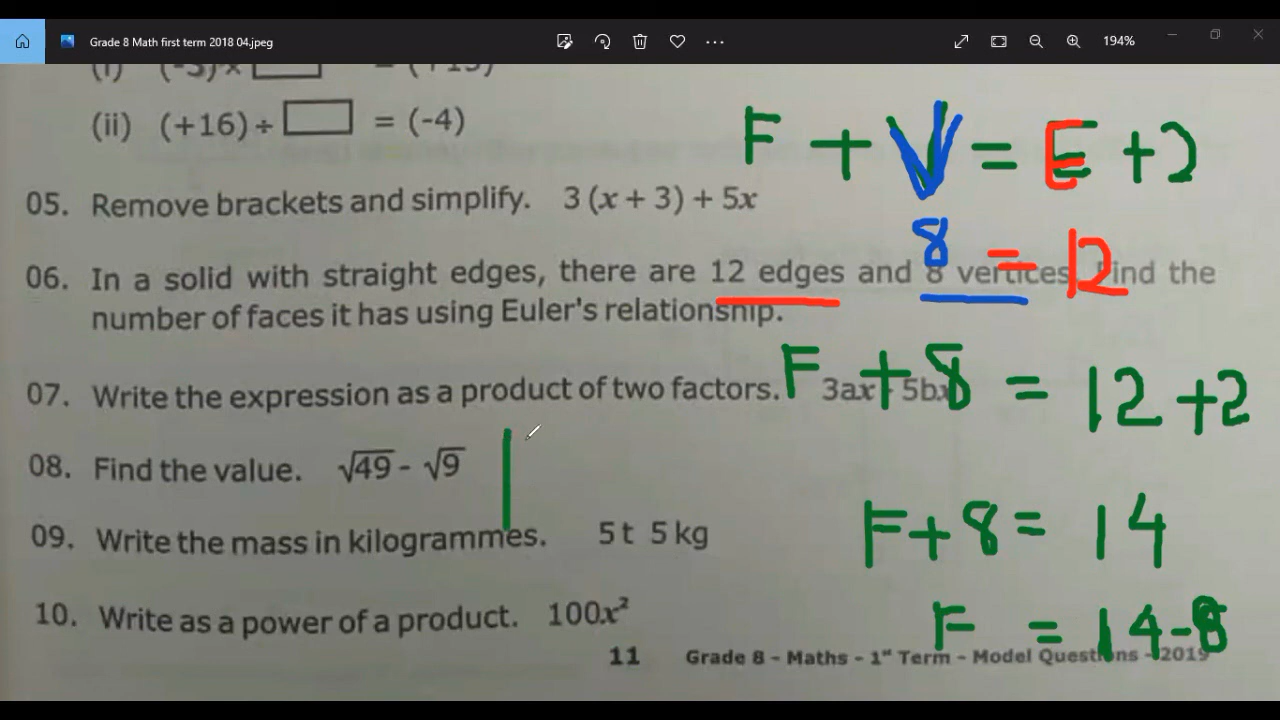 Grade 8 Math first term 2018 04.jpeg
194%
(ii) (+16) ÷ □ = (-4)
F + V = E + 2
05. Remove brackets and simplify. 3 (x + 3) + 5x
8 = 12
06. In a solid with straight edges, there are 12 edges and 8 vertices. Find the
number of faces it has using Euler's relationship.
F + 8 = 12 + 2
07. Write the expression as a product of two factors. 3ax 5bx
08. Find the value. √49 - √9
F + 8 = 14
09. Write the mass in kilogrammes. 5 t 5 kg
10. Write as a power of a product. 100x²
F = 14 - 8
11 Grade 8 - Maths - 1st Term - Model Questions - 2019